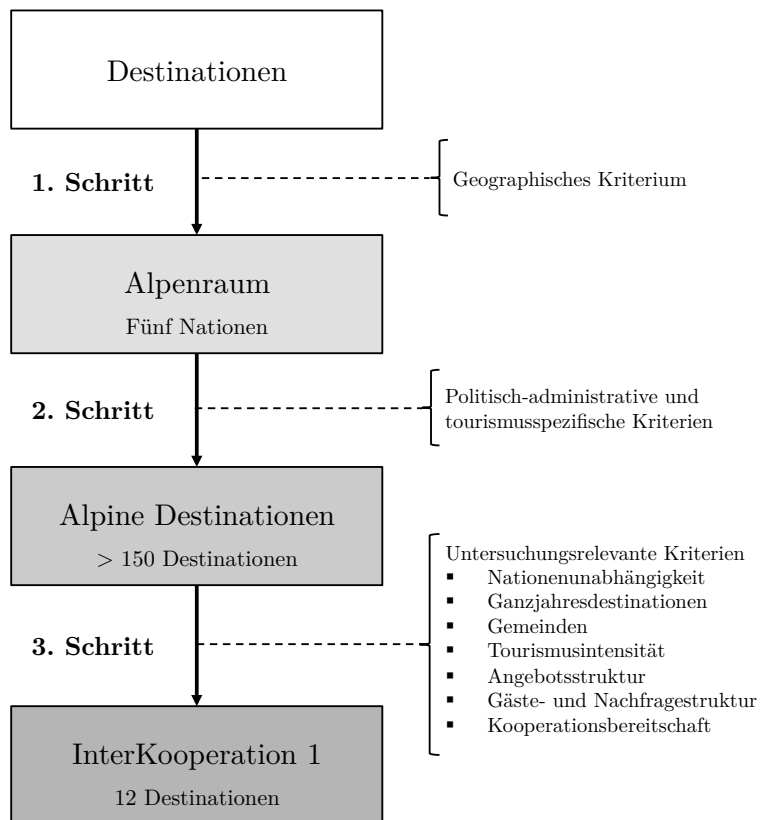 Destinationen
1. Schritt
Geographisches Kriterium
Alpenraum
Fünf Nationen
2. Schritt
Politisch-administrative und
tourismusspezifische Kriterien
Alpine Destinationen
> 150 Destinationen
3. Schritt
Untersuchungsrelevante Kriterien
▪ Nationenunabhängigkeit
▪ Ganzjahresdestinationen
▪ Gemeinden
▪ Tourismusintensität
▪ Angebotsstruktur
▪ Gäste- und Nachfragestruktur
▪ Kooperationsbereitschaft
InterKooperation 1
12 Destinationen